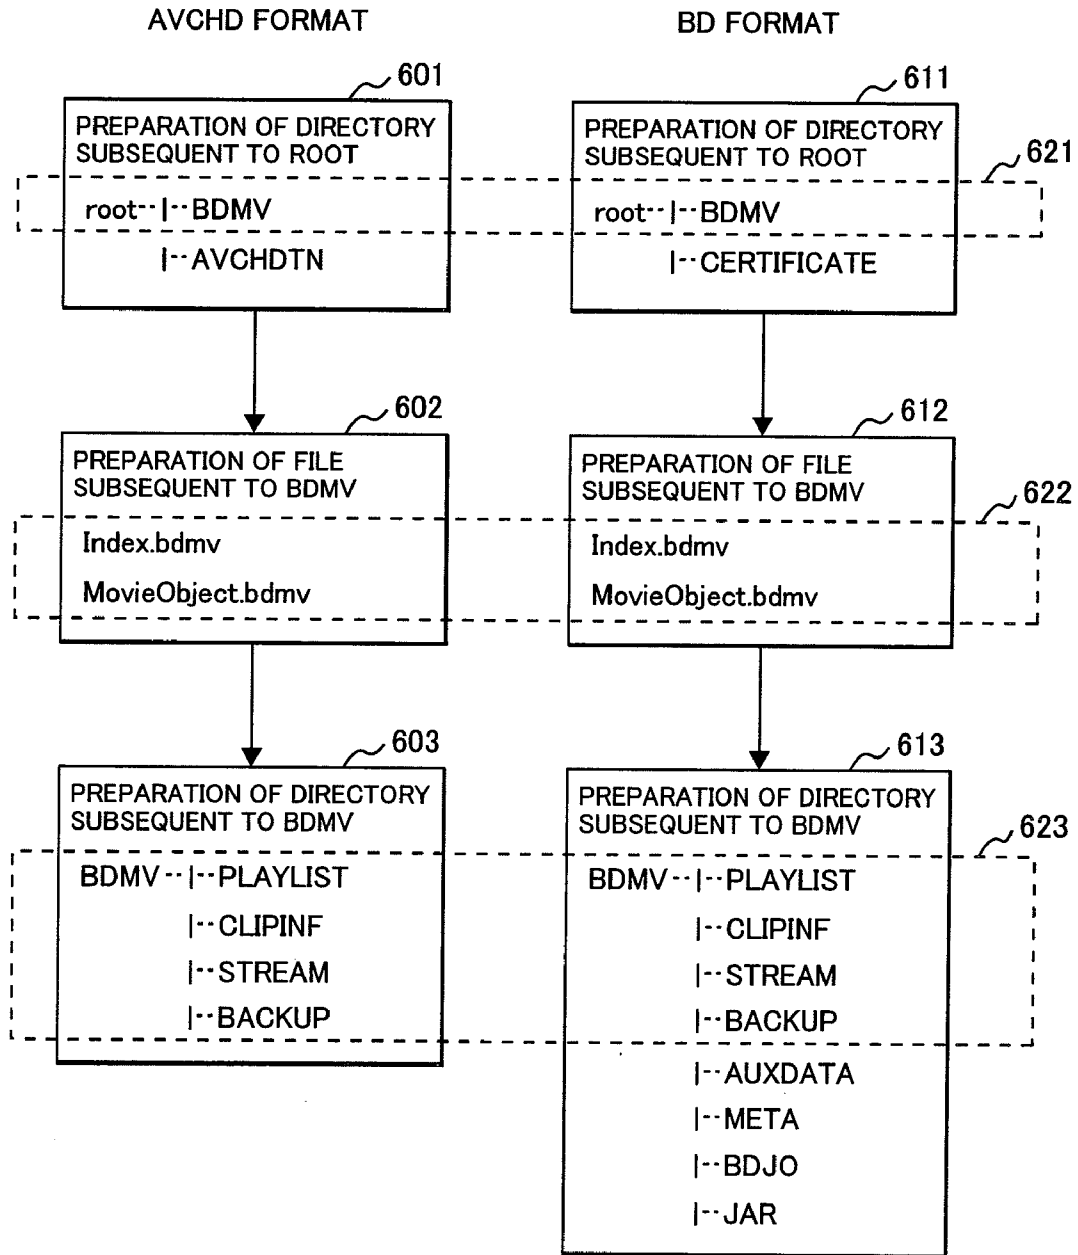 AVCHD FORMAT
BD FORMAT
601
PREPARATION OF DIRECTORY
SUBSEQUENT TO ROOT
root--|--BDMV
|--AVCHDTN
611
PREPARATION OF DIRECTORY
SUBSEQUENT TO ROOT
root--|--BDMV
|--CERTIFICATE
621
602
PREPARATION OF FILE
SUBSEQUENT TO BDMV
Index.bdmv
MovieObject.bdmv
612
PREPARATION OF FILE
SUBSEQUENT TO BDMV
Index.bdmv
MovieObject.bdmv
622
603
PREPARATION OF DIRECTORY
SUBSEQUENT TO BDMV
BDMV--|--PLAYLIST
|--CLIPINF
|--STREAM
|--BACKUP
613
PREPARATION OF DIRECTORY
SUBSEQUENT TO BDMV
BDMV--|--PLAYLIST
|--CLIPINF
|--STREAM
|--BACKUP
|--AUXDATA
|--META
|--BDJO
|--JAR
623